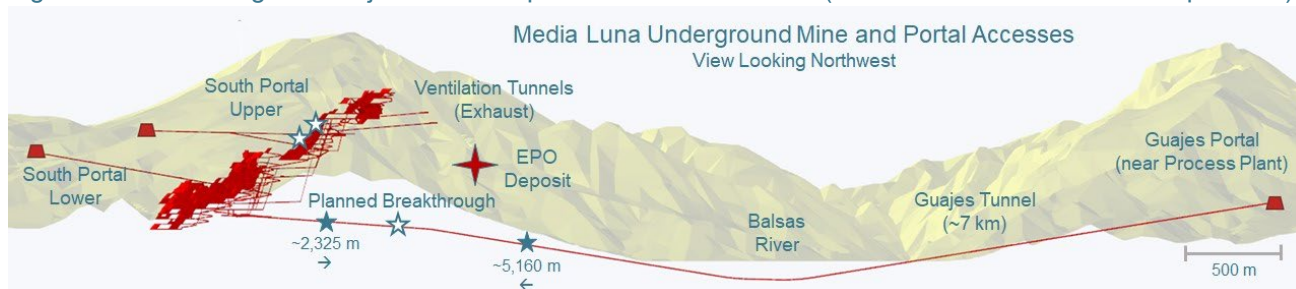 Media Luna Underground Mine and Portal Accesses
View Looking Northwest
South Portal
Upper
Ventilation Tunnels
(Exhaust)
South Portal
Lower
EPO
Deposit
Planned Breakthrough
~2,325 m
→
~5,160 m
←
Balsas
River
Guajes Tunnel
(~7 km)
Guajes Portal
(near Process Plant)
500 m